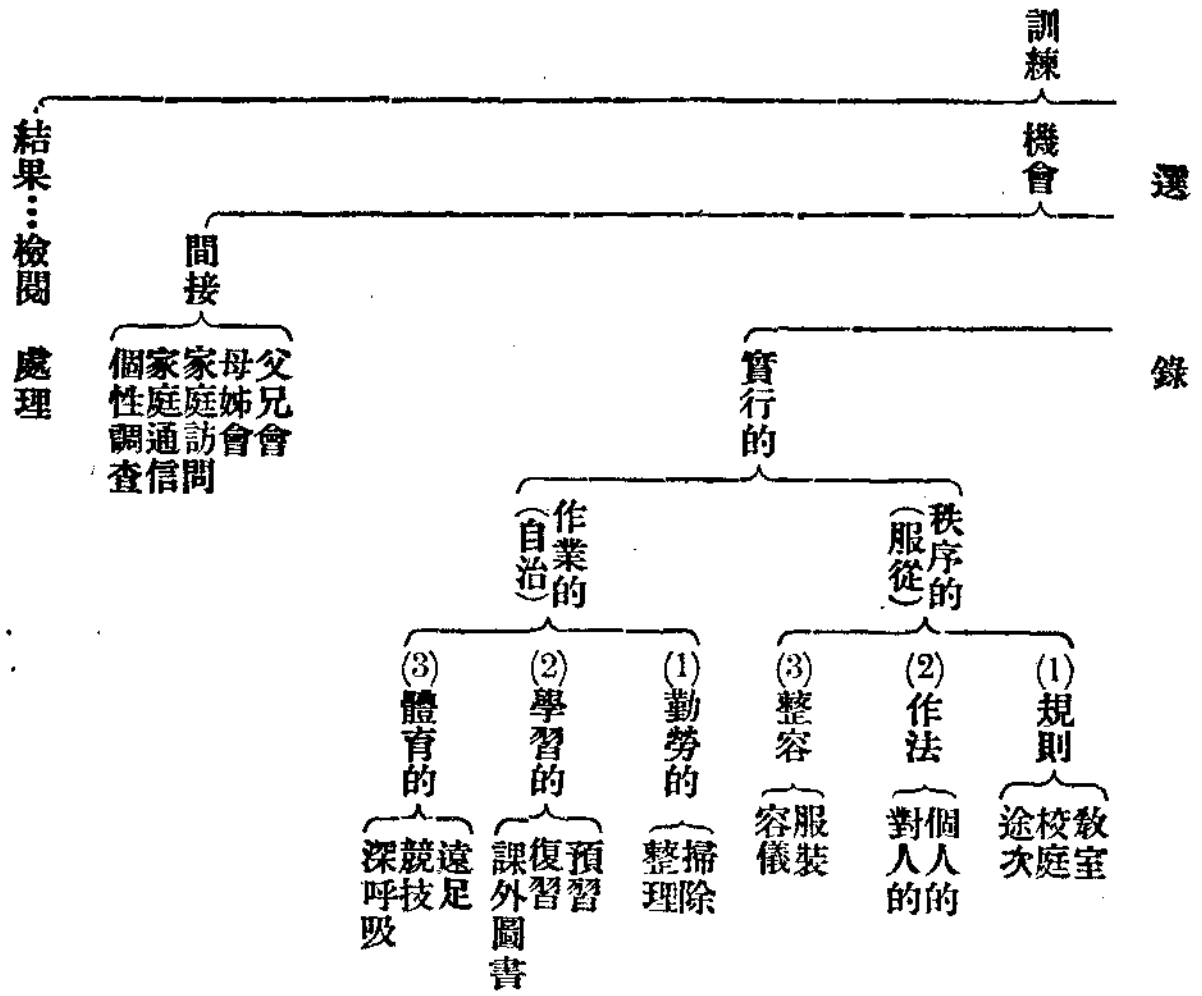 選錄
訓練
機會
實行的
秩序的
(服從)
(1)規則
教室
校庭
途次
(2)作法
個人的
對人的
(3)整容
服裝
容儀
作業的
(自治)
(1)勤勞的
掃除
整理
(2)學習的
預習
復習
課外圖書
(3)體育的
遠足
競技
深呼吸
間接
父兄會
母姊會
家庭訪問
家庭通信
個性調查
結果…檢閱 處理